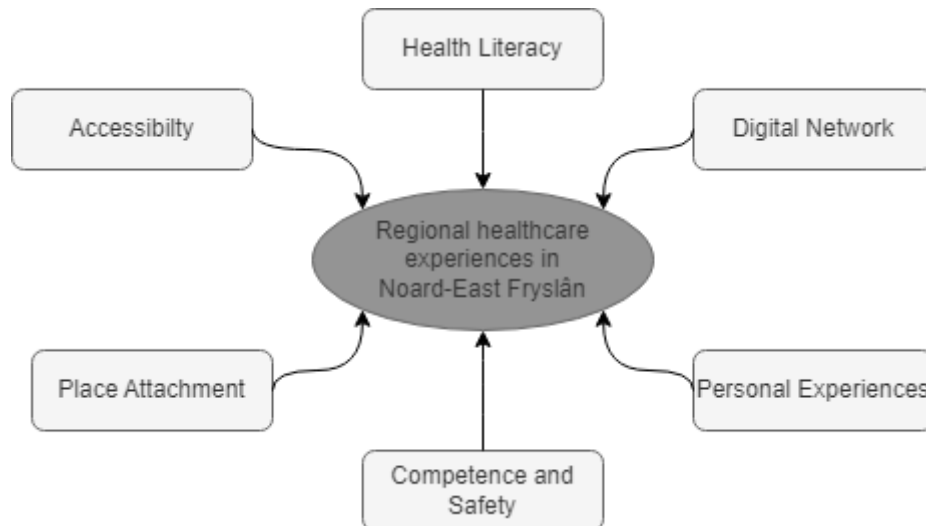 Health Literacy
Accessibilty
Digital Network
Regional healthcare
experiences in
Noard-East Fryslân
Place Attachment
Personal Experiences
Competence and
Safety